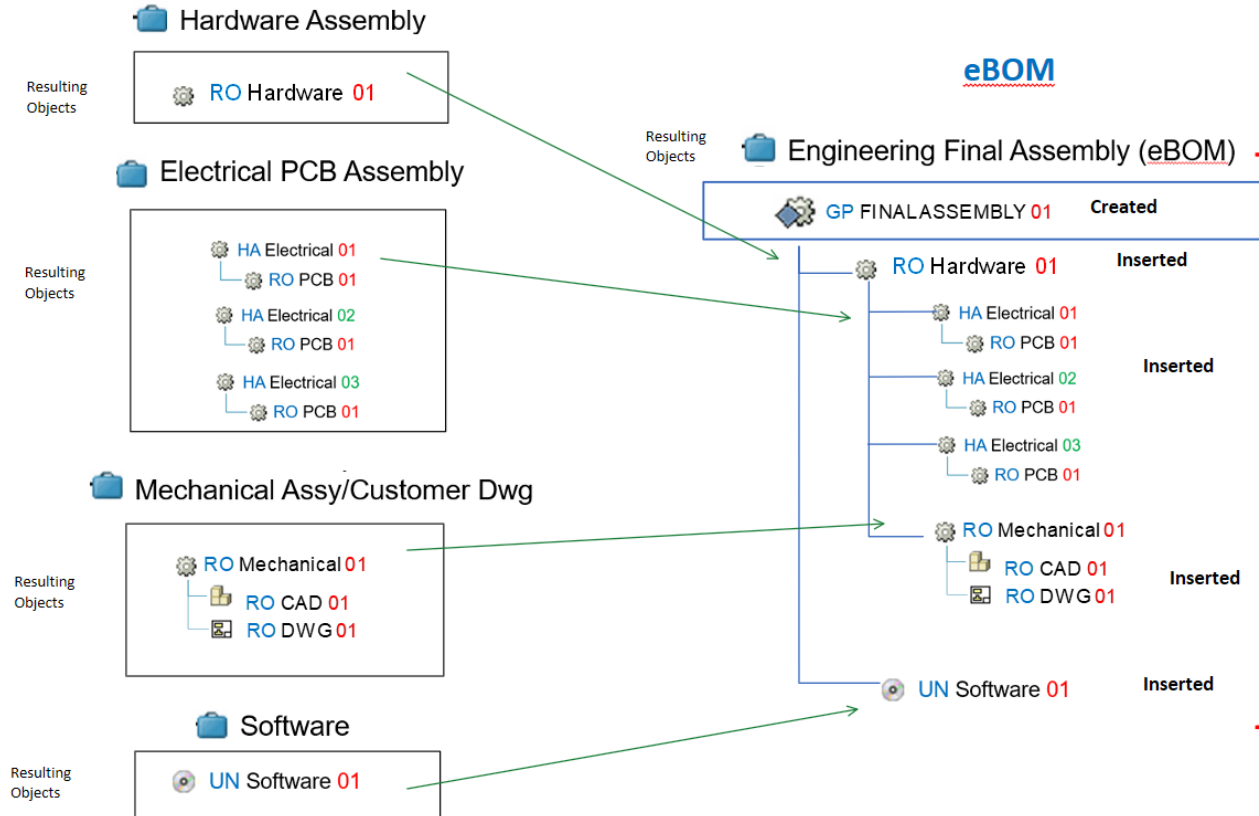 Hardware Assembly
Resulting
Objects
RO Hardware 01
Electrical PCB Assembly
Resulting
Objects
HA Electrical 01
RO PCB 01
HA Electrical 02
RO PCB 01
HA Electrical 03
RO PCB 01
Mechanical Assy/Customer Dwg
Resulting
Objects
RO Mechanical 01
RO CAD 01
RO DWG 01
Software
Resulting
Objects
UN Software 01
eBOM
Resulting
Objects
Engineering Final Assembly (eBOM)
GP FINALASSEMBLY 01 Created
RO Hardware 01 Inserted
HA Electrical 01
RO PCB 01
HA Electrical 02 Inserted
RO PCB 01
HA Electrical 03
RO PCB 01
RO Mechanical 01
RO CAD 01 Inserted
RO DWG 01
UN Software 01 Inserted